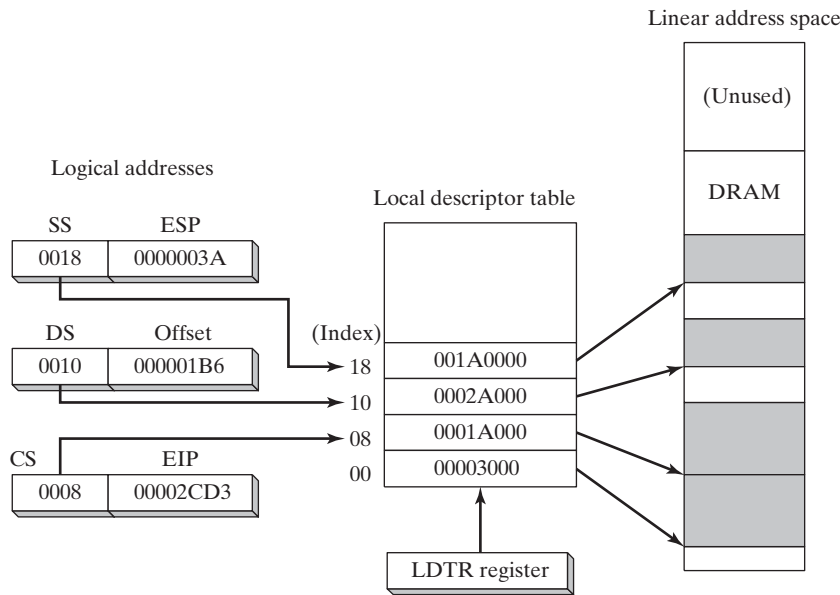 Linear address space
(Unused)
Logical addresses
DRAM
Local descriptor table
SS ESP
0018 0000003A
(Index)
DS Offset
18 001A0000
0010 000001B6
10 0002A000
08 0001A000
CS EIP
00 00003000
0008 00002CD3
LDTR register